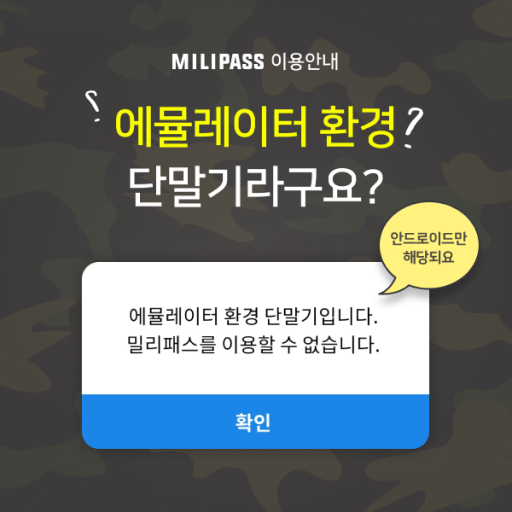 MILIPASS 이용안내
? 에뮬레이터 환경 ?
단말기라구요?
안드로이드만
해당되요
에뮬레이터 환경 단말기입니다.
밀리패스를 이용할 수 없습니다.
확인